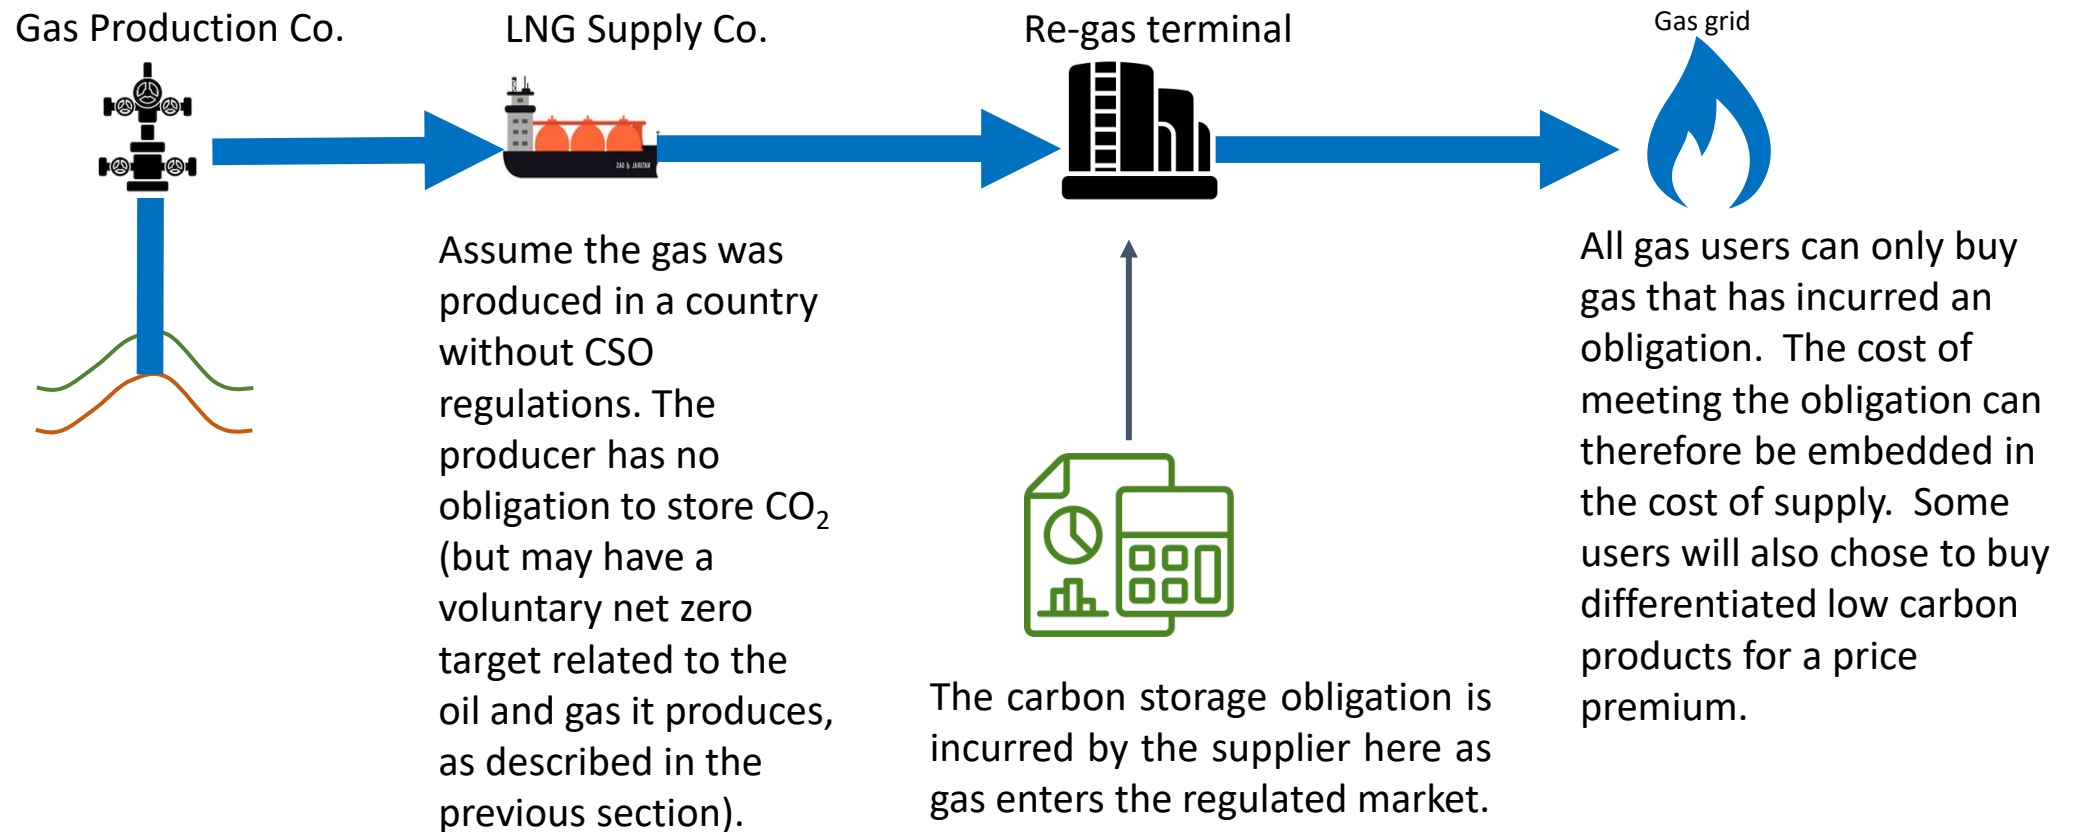 Gas Production Co.
LNG Supply Co.
Re-gas terminal
Gas grid
Assume the gas was
produced in a country
without CSO
regulations. The
producer has no
obligation to store CO₂
(but may have a
voluntary net zero
target related to the
oil and gas it produces,
as described in the
previous section).
The carbon storage obligation is
incurred by the supplier here as
gas enters the regulated market.
All gas users can only buy
gas that has incurred an
obligation.  The cost of
meeting the obligation can
therefore be embedded in
the cost of supply.  Some
users will also chose to buy
differentiated low carbon
products for a price
premium.